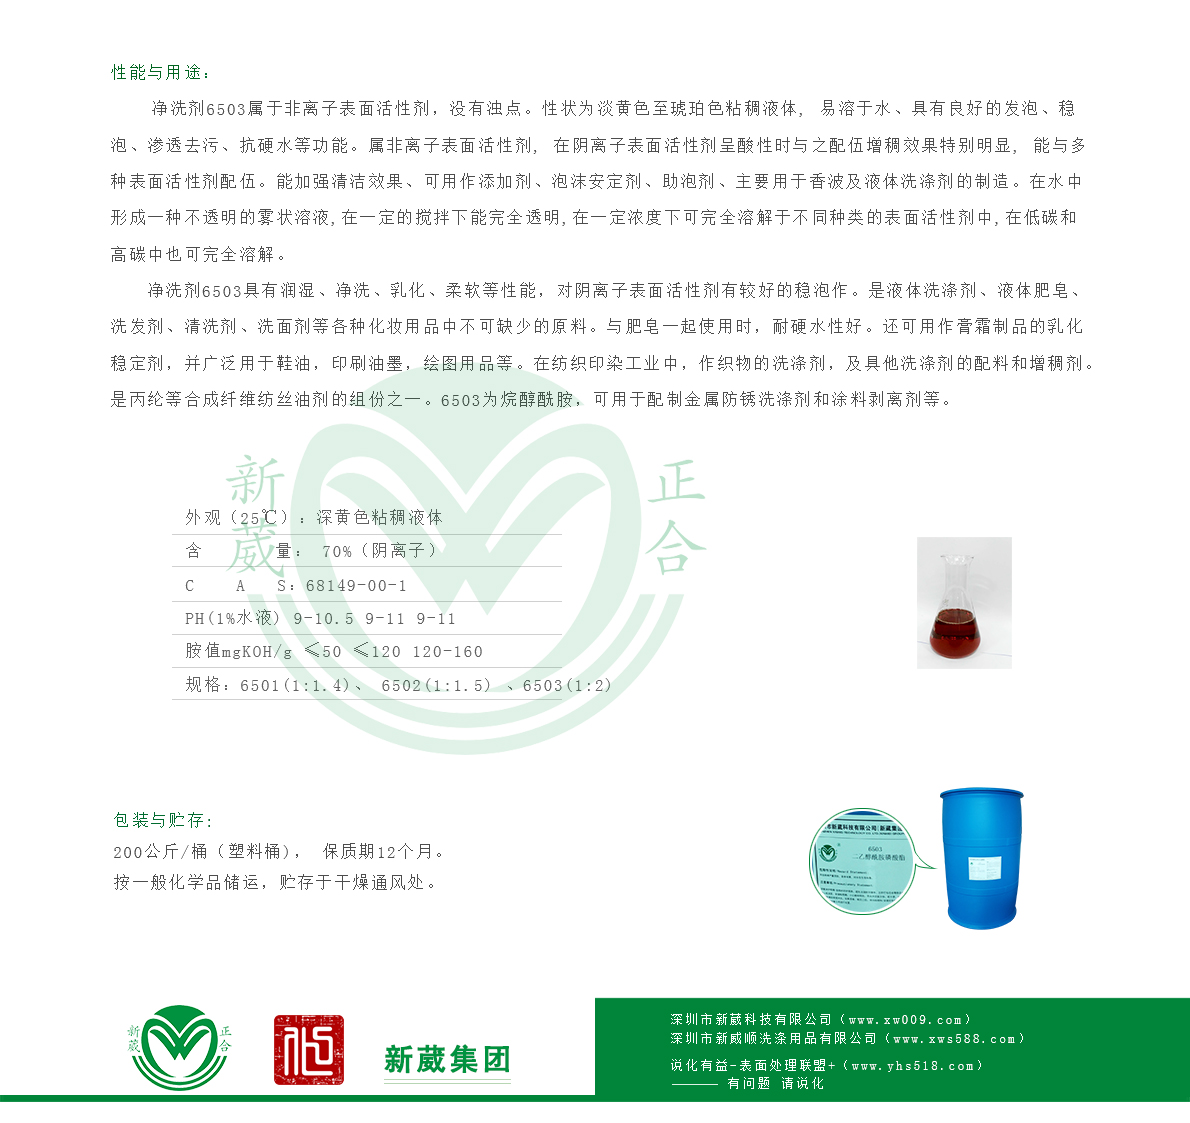 性能与用途：
净洗剂6503属于非离子表面活性剂，没有浊点。性状为淡黄色至琥珀色粘稠液体, 易溶于水、具有良好的发泡、稳
泡、渗透去污、抗硬水等功能。属非离子表面活性剂, 在阴离子表面活性剂呈酸性时与之配伍增稠效果特别明显, 能与多
种表面活性剂配伍。能加强清洁效果、可用作添加剂、泡沫安定剂、助泡剂、主要用于香波及液体洗涤剂的制造。在水中
形成一种不透明的雾状溶液,在一定的搅拌下能完全透明,在一定浓度下可完全溶解于不同种类的表面活性剂中,在低碳和
高碳中也可完全溶解。
净洗剂6503具有润湿、净洗、乳化、柔软等性能，对阴离子表面活性剂有较好的稳泡作。是液体洗涤剂、液体肥皂、
洗发剂、清洗剂、洗面剂等各种化妆用品中不可缺少的原料。与肥皂一起使用时，耐硬水性好。还可用作膏霜制品的乳化
稳定剂，并广泛用于鞋油，印刷油墨，绘图用品等。在纺织印染工业中，作织物的洗涤剂，及其他洗涤剂的配料和增稠剂。
是丙纶等合成纤维纺丝油剂的组份之一。6503为烷醇酰胺，可用于配制金属防锈洗涤剂和涂料剥离剂等。
新葳 正合
外观（25℃）：深黄色粘稠液体
含 量： 70%（阴离子）
C A S：68149-00-1
PH(1%水液) 9-10.5 9-11 9-11
胺值mgKOH/g ≤50 ≤120 120-160
规格：6501(1:1.4)、 6502(1:1.5) 、6503(1:2)
包装与贮存：
200公斤/桶（塑料桶)， 保质期12个月。
按一般化学品储运，贮存于干燥通风处。
市新葳科技有限公司|新葳集团
6503
二乙醇酰胺磷酸酯
新葳 正合
新葳集团
深圳市新葳科技有限公司（www.xw009.com）
深圳市新威顺洗涤用品有限公司（www.xws588.com）
说化有益-表面处理联盟+（www.yhs518.com）
—— 有问题 请说化